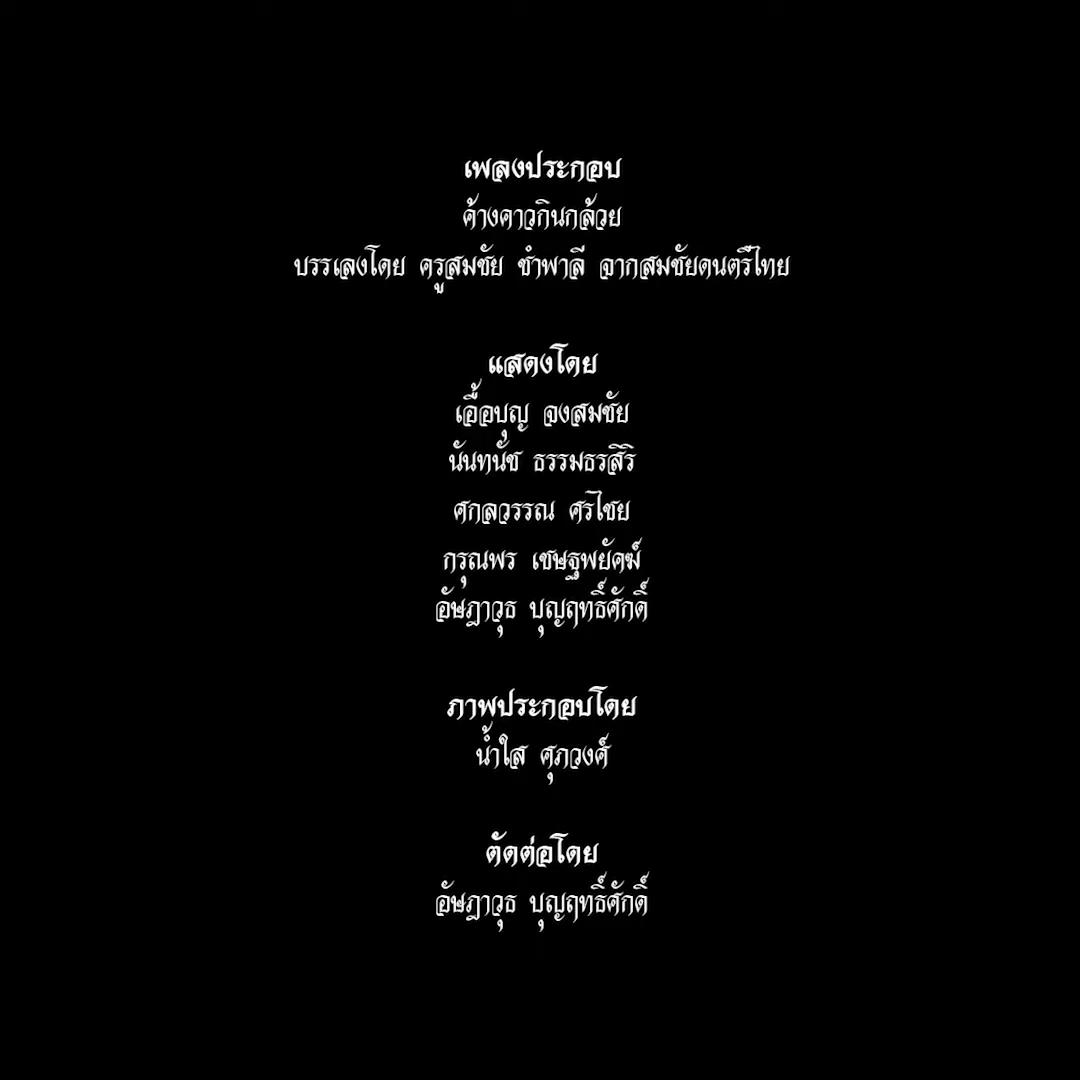 เพลงประกอบ
ค้างคาวกินกล้วย
บรรเลงโดย ครูสมชัย ชำพาลี จากสมชัยดนตรีไทย
แสดงโดย
เอื้อบุญ จงสมชัย
นันทนัช ธรรมธรสิริ
ศกลวรรณ ศรไชย
กรุณพร เชษฐพยัคฆ์
อัษฎาวุธ บุญฤทธิ์ศักดิ์
ภาพประกอบโดย
น้ำใส ศุภวงศ์
ตัดต่อโดย
อัษฎาวุธ บุญฤทธิ์ศักดิ์